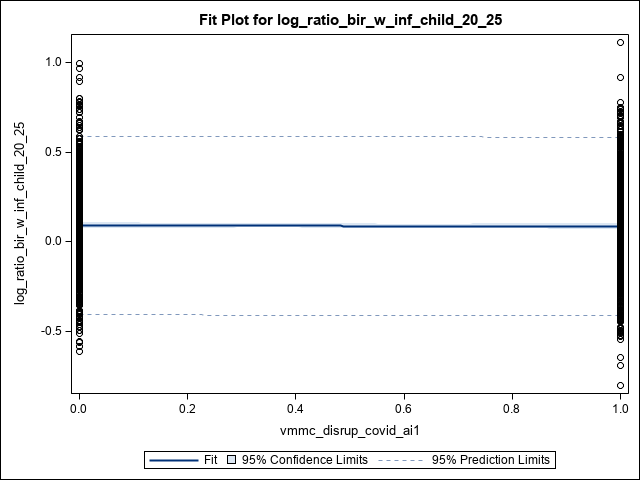 Fit Plot for log_ratio_bir_w_inf_child_20_25
log_ratio_bir_w_inf_child_20_25
1.0
0.5
0.0
-0.5
0.0 0.2 0.4 0.6 0.8 1.0
vmmc_disrup_covid_ai1
Fit 95% Confidence Limits 95% Prediction Limits